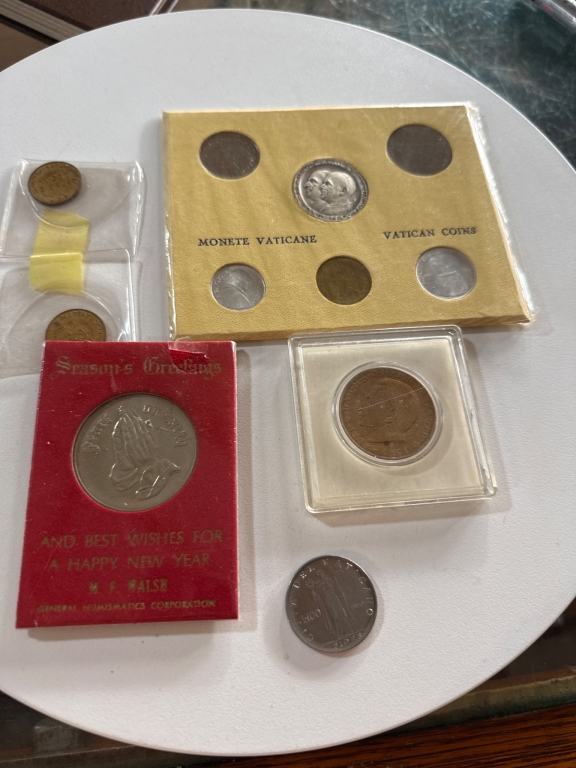 MONETE VATICANE
VATICAN COINS
Season's Greetings
AND BEST WISHES FOR
A HAPPY NEW YEAR
GENERAL NUMISMATICS CORPORATION